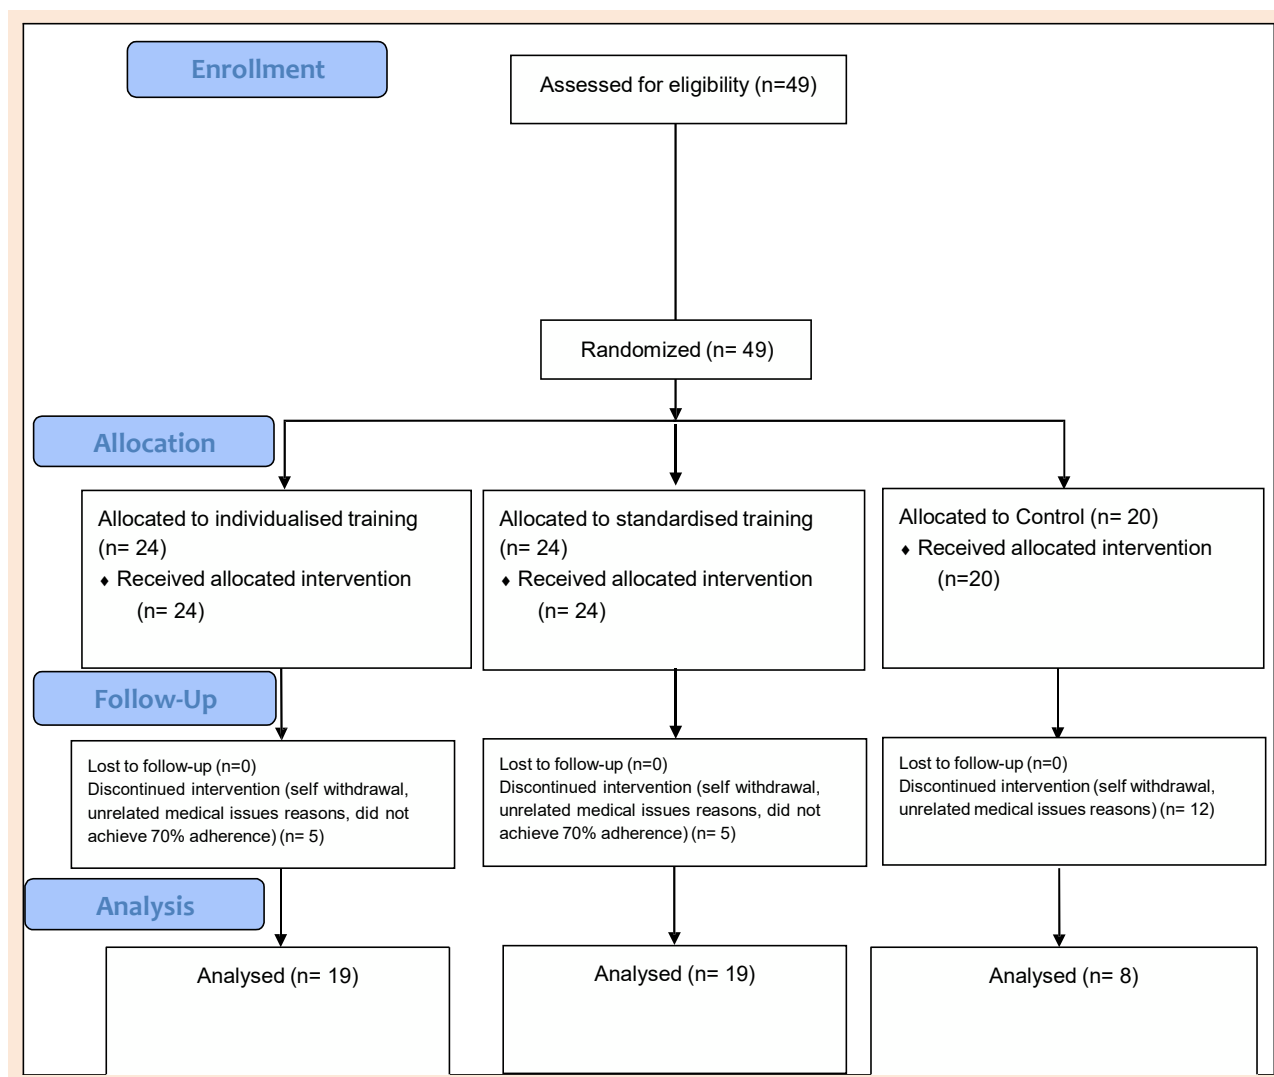 Enrollment
Assessed for eligibility (n=49)
Randomized (n= 49)
Allocation
Allocated to individualised training
(n= 24)
♦ Received allocated intervention
(n= 24)
Allocated to standardised training
(n= 24)
♦ Received allocated intervention
(n= 24)
Allocated to Control (n= 20)
♦ Received allocated intervention
(n=20)
Follow-Up
Lost to follow-up (n=0)
Discontinued intervention (self withdrawal,
unrelated medical issues reasons, did not
achieve 70% adherence) (n= 5)
Lost to follow-up (n=0)
Discontinued intervention (self withdrawal,
unrelated medical issues reasons, did not
achieve 70% adherence) (n= 5)
Lost to follow-up (n=0)
Discontinued intervention (self withdrawal,
unrelated medical issues reasons) (n= 12)
Analysis
Analysed (n= 19)
Analysed (n= 19)
Analysed (n= 8)